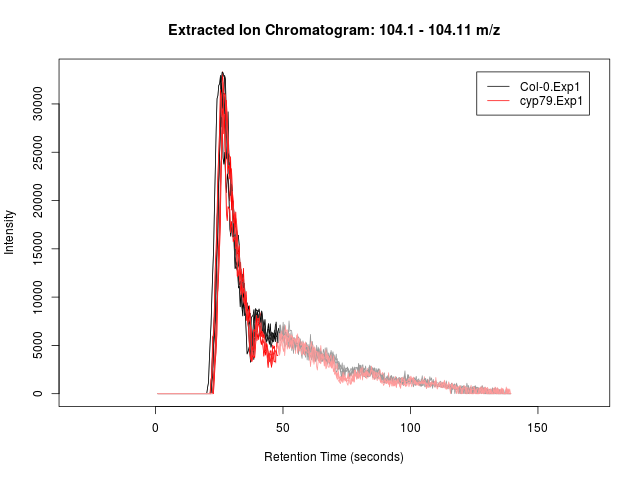 Extracted Ion Chromatogram: 104.1 - 104.11 m/z
Col-0.Exp1
cyp79.Exp1
Intensity
30000
25000
20000
15000
10000
5000
0
0
50
100
150
Retention Time (seconds)